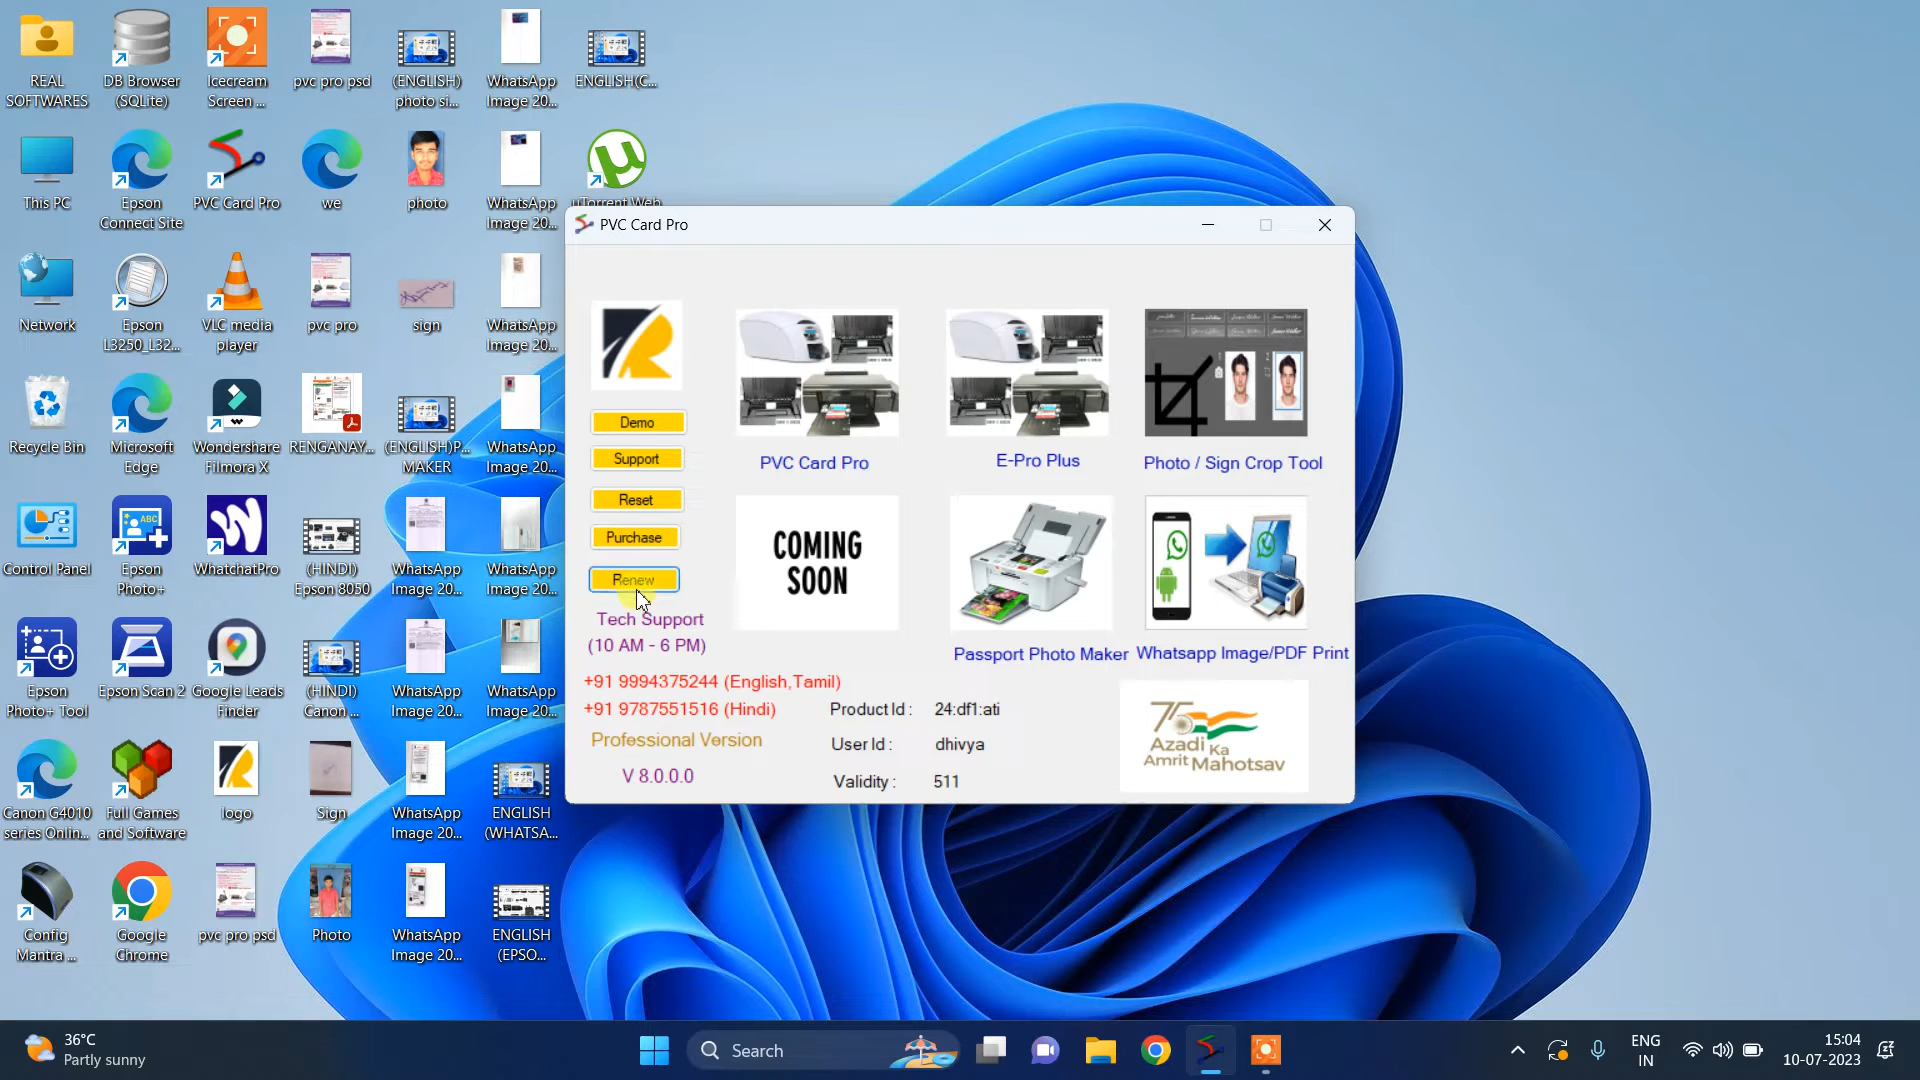 REAL
SOFTWARES
DB Browser
(SQLite)
Icecream
Screen ...
pvc pro psd
(ENGLISH)
photo si...
WhatsApp
Image 20...
ENGLISH(C...
This PC
Epson
Connect Site
PVC Card Pro
we
photo
WhatsApp
Image 20...
uTorrent Web
Network
Epson
L3250_L32...
VLC media
player
pvc pro
sign
WhatsApp
Image 20...
Recycle Bin
Microsoft
Edge
Wondershare
Filmora X
RENGANAY...
(ENGLISH)P...
MAKER
WhatsApp
Image 20...
Control Panel
Epson
Photo+
WhatchatPro
(HINDI)
Epson 8050
WhatsApp
Image 20...
WhatsApp
Image 20...
Epson
Photo+ Tool
Epson Scan 2
Google Leads
Finder
(HINDI)
Canon ...
WhatsApp
Image 20...
WhatsApp
Image 20...
Canon G4010
series Onlin...
Full Games
and Software
logo
Sign
WhatsApp
Image 20...
ENGLISH
(WHATSA...
Config
Mantra ...
Google
Chrome
pvc pro psd
Photo
WhatsApp
Image 20...
ENGLISH
(EPSO...
PVC Card Pro
Demo
Support
Reset
Purchase
Renew
Tech Support
(10 AM - 6 PM)
+91 9994375244 (English,Tamil)
+91 9787551516 (Hindi)
Professional Version
V 8.0.0.0
PVC Card Pro
E-Pro Plus
Photo / Sign Crop Tool
COMING
SOON
Passport Photo Maker
Whatsapp Image/PDF Print
Product Id : 24:df1:ati
User Id : dhivya
Validity : 511
75
Azadi Ka
Amrit Mahotsav
36°C
Partly sunny
Search
ENG
IN
15:04
10-07-2023